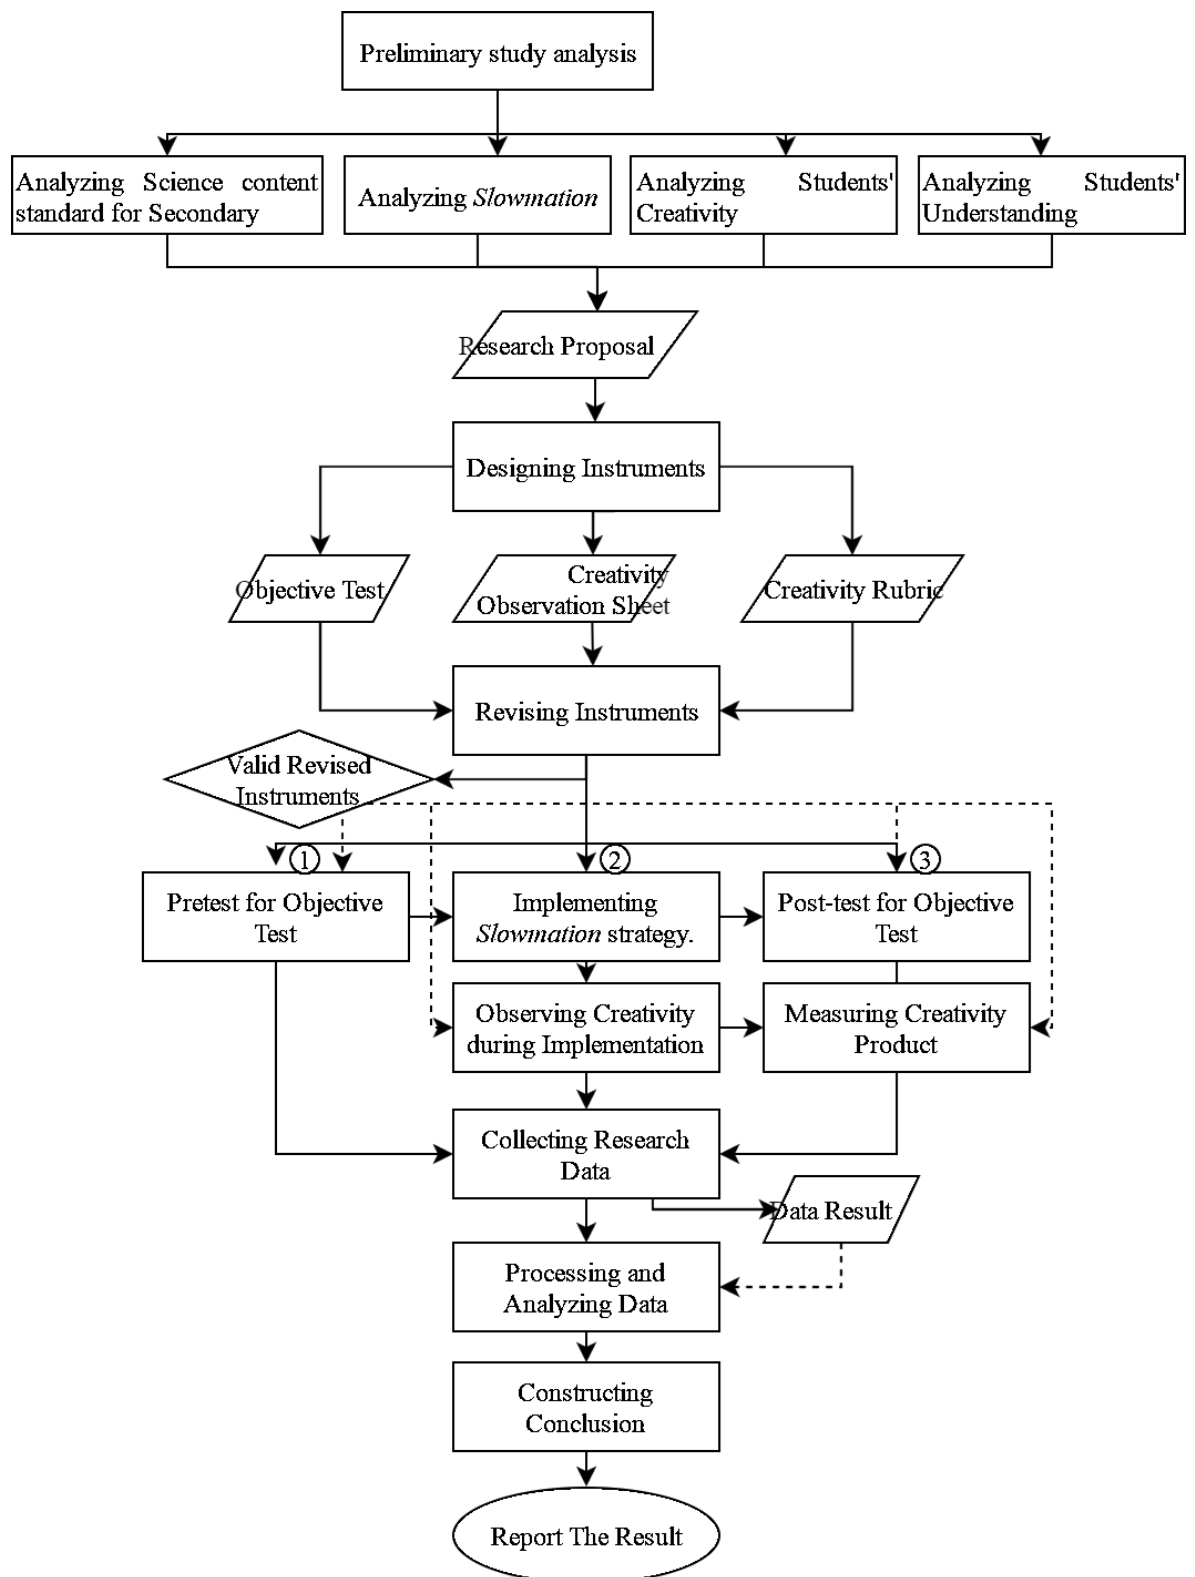 Preliminary study analysis
Analyzing Science content
standard for Secondary
Analyzing Slowmation
Analyzing Students'
Creativity
Analyzing Students'
Understanding
Research Proposal
Designing Instruments
Objective Test
Creativity
Observation Sheet
Creativity Rubric
Revising Instruments
Valid Revised
Instruments
1
2
3
Pretest for Objective
Test
Implementing
Slowmation strategy.
Post-test for Objective
Test
Observing Creativity
during Implementation
Measuring Creativity
Product
Collecting Research
Data
Data Result
Processing and
Analyzing Data
Constructing
Conclusion
Report The Result